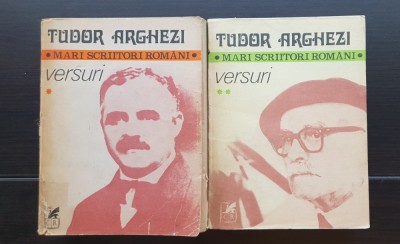 TUDOR ARGHEZI
• MARI SCRIITORI ROMÂNI •
versuri
*
TUDOR ARGHEZI
• MARI SCRIITORI ROMÂNI •
versuri
**